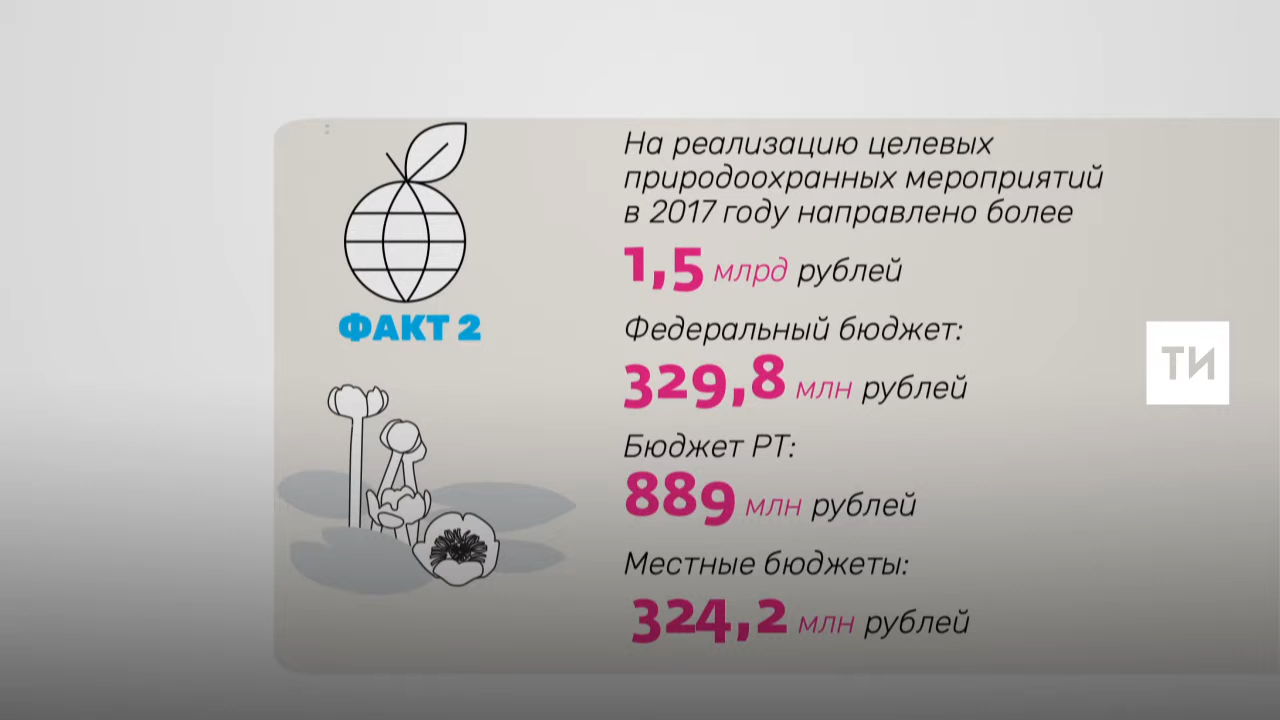 ФАКТ 2
На реализацию целевых
природоохранных мероприятий
в 2017 году направлено более
1,5 млрд рублей
Федеральный бюджет:
329,8 млн рублей
Бюджет РТ:
889 млн рублей
Местные бюджеты:
324,2 млн рублей
ТИ